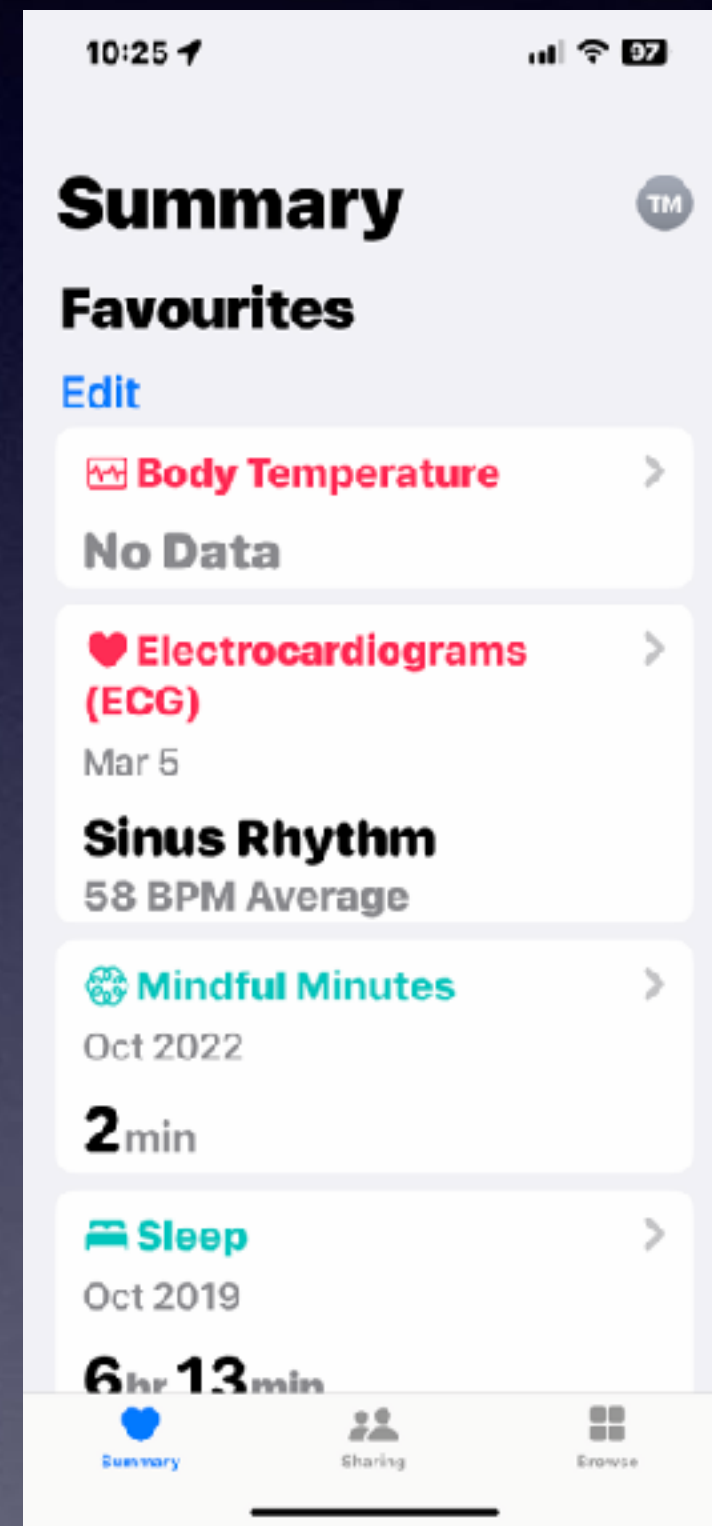 10:25 97
Summary TM
Favourites
Edit
Body Temperature
No Data
Electrocardiograms
(ECG)
Mar 5
Sinus Rhythm
58 BPM Average
Mindful Minutes
Oct 2022
2min
Sleep
Oct 2019
6hr 13min
Summary Sharing Browse